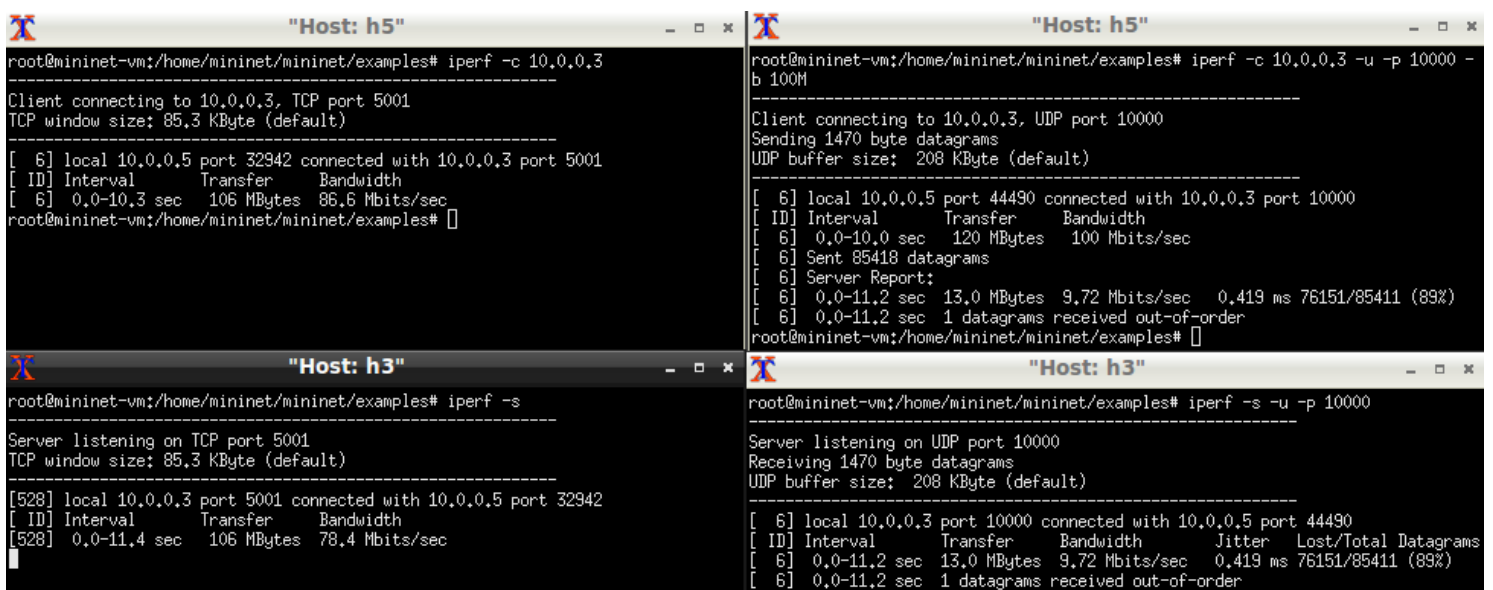 "Host: h5"
root@mininet-vm:/home/mininet/mininet/examples# iperf -c 10.0.0.3
------------------------------------------------------------
Client connecting to 10.0.0.3, TCP port 5001
TCP window size: 85.3 KByte (default)
------------------------------------------------------------
[  6] local 10.0.0.5 port 32942 connected with 10.0.0.3 port 5001
[ ID] Interval       Transfer     Bandwidth
[  6]  0.0-10.3 sec   106 MBytes  86.6 Mbits/sec
root@mininet-vm:/home/mininet/mininet/examples#
"Host: h5"
root@mininet-vm:/home/mininet/mininet/examples# iperf -c 10.0.0.3 -u -p 10000 -
b 100M
------------------------------------------------------------
Client connecting to 10.0.0.3, UDP port 10000
Sending 1470 byte datagrams
UDP buffer size:  208 KByte (default)
------------------------------------------------------------
[  6] local 10.0.0.5 port 44490 connected with 10.0.0.3 port 10000
[ ID] Interval       Transfer     Bandwidth
[  6]  0.0-10.0 sec   120 MBytes   100 Mbits/sec
[  6] Sent 85418 datagrams
[  6] Server Report:
[  6]  0.0-11.2 sec  13.0 MBytes  9.72 Mbits/sec   0.419 ms 76151/85411 (89%)
[  6]  0.0-11.2 sec  1 datagrams received out-of-order
root@mininet-vm:/home/mininet/mininet/examples#
"Host: h3"
root@mininet-vm:/home/mininet/mininet/examples# iperf -s
------------------------------------------------------------
Server listening on TCP port 5001
TCP window size: 85.3 KByte (default)
------------------------------------------------------------
[528] local 10.0.0.3 port 5001 connected with 10.0.0.5 port 32942
[ ID] Interval       Transfer     Bandwidth
[528]  0.0-11.4 sec   106 MBytes  78.4 Mbits/sec
"Host: h3"
root@mininet-vm:/home/mininet/mininet/examples# iperf -s -u -p 10000
------------------------------------------------------------
Server listening on UDP port 10000
Receiving 1470 byte datagrams
UDP buffer size:  208 KByte (default)
------------------------------------------------------------
[  6] local 10.0.0.3 port 10000 connected with 10.0.0.5 port 44490
[ ID] Interval       Transfer     Bandwidth        Jitter   Lost/Total Datagrams
[  6]  0.0-11.2 sec  13.0 MBytes  9.72 Mbits/sec   0.419 ms 76151/85411 (89%)
[  6]  0.0-11.2 sec  1 datagrams received out-of-order